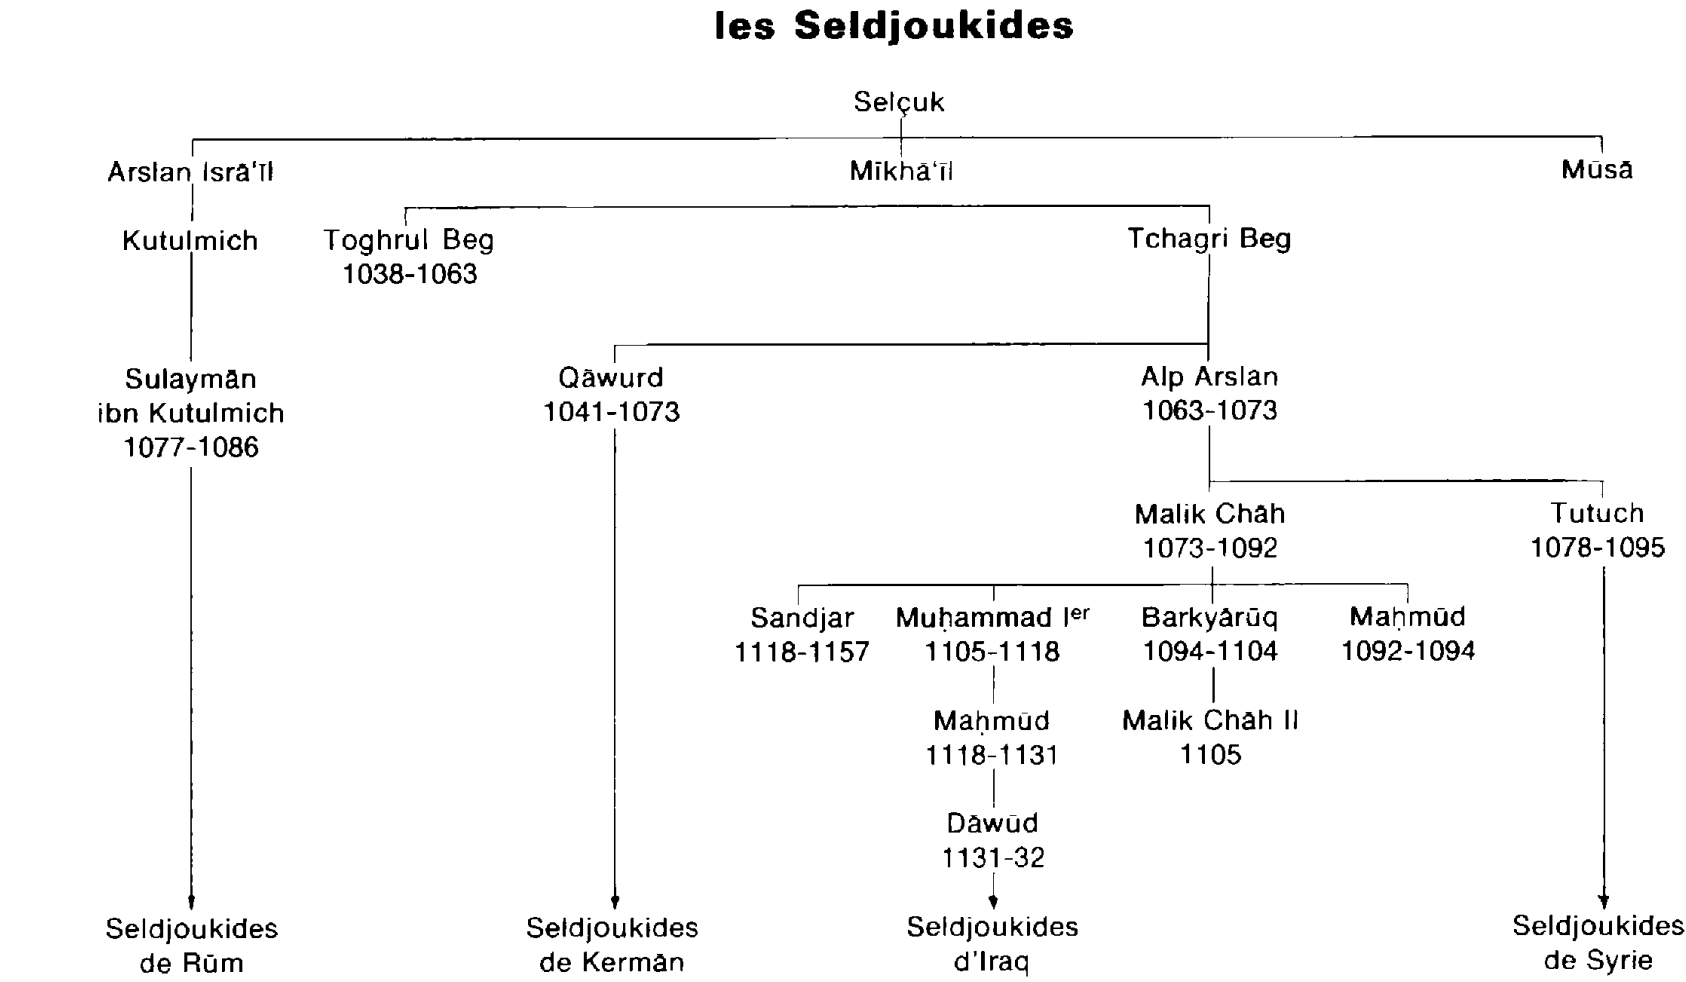 les Seldjoukides
Selçuk
Arslan Isrā'īl
Mīkhā'īl
Mūsā
Kutulmich
Toghrul Beg
1038-1063
Tchagri Beg
Sulaymān
ibn Kutulmich
1077-1086
Qāwurd
1041-1073
Alp Arslan
1063-1073
Malik Chāh
1073-1092
Tutuch
1078-1095
Sandjar
1118-1157
Muḥammad Ier
1105-1118
Barkyārūq
1094-1104
Maḥmūd
1092-1094
Maḥmūd
1118-1131
Malik Chāh II
1105
Dāwūd
1131-32
Seldjoukides
de Rūm
Seldjoukides
de Kermān
Seldjoukides
d'Iraq
Seldjoukides
de Syrie